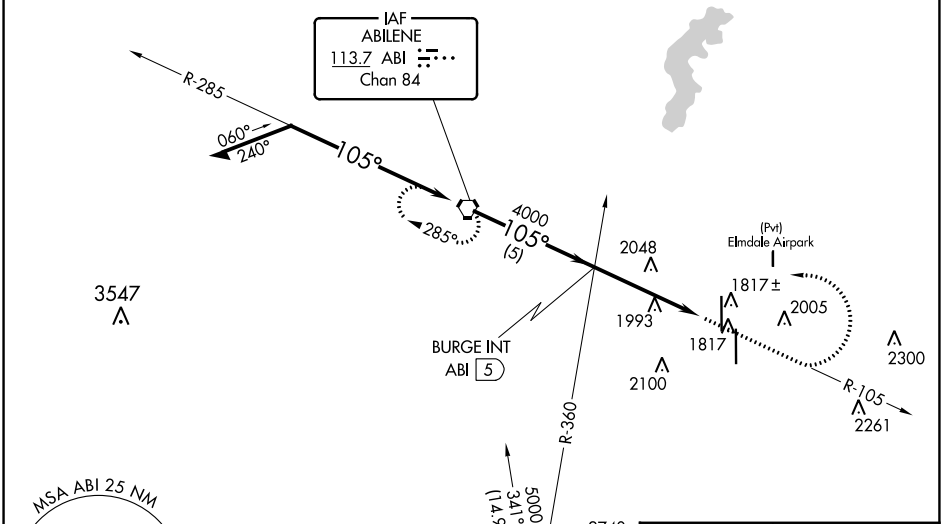 IAF
ABILENE
113.7 ABI
Chan 84
R-285
060°
240°
105°
285°
4000
105°
(5)
2048
(Pvt)
Elmdale Airpark
1817±
2005
1993
1817
3547
BURGE INT
ABI 5
2100
2300
R-105
2261
R-360
MSA ABI 25 NM
5000
341°